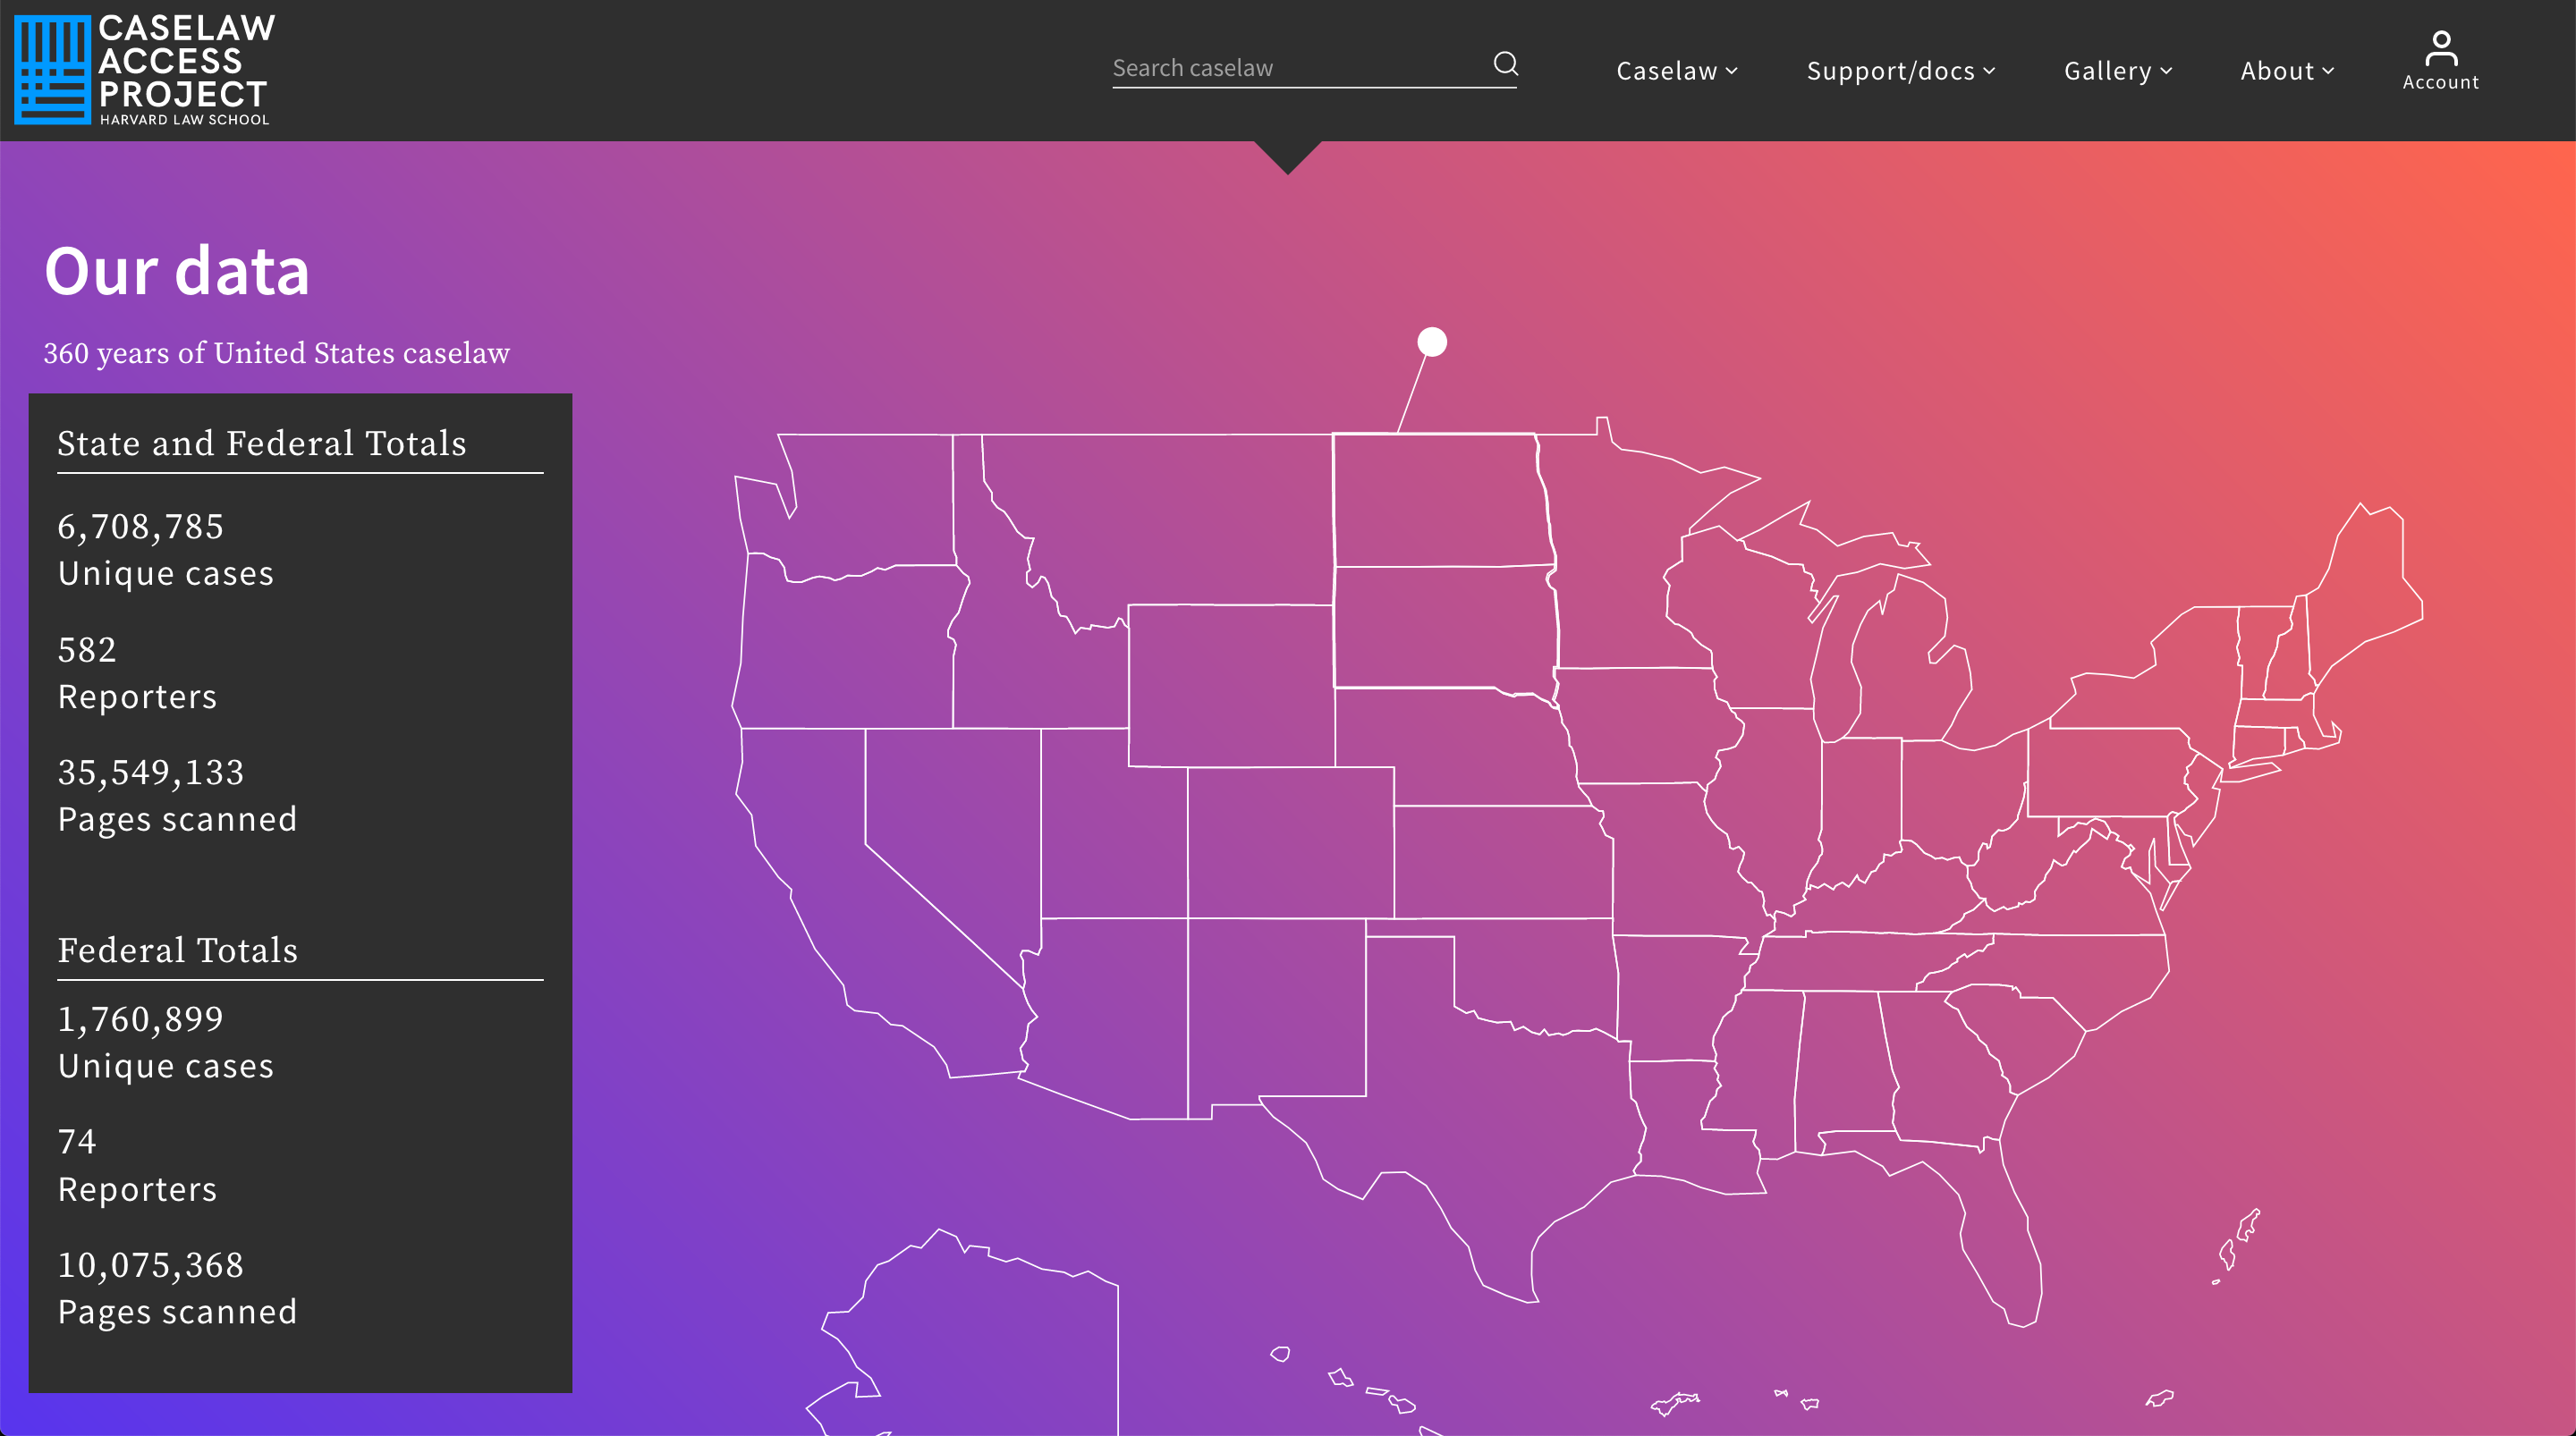 CASELAW
ACCESS
PROJECT
HARVARD LAW SCHOOL
Search caselaw
Caselaw
Support/docs
Gallery
About
Account
Our data
360 years of United States caselaw
State and Federal Totals
6,708,785
Unique cases
582
Reporters
35,549,133
Pages scanned
Federal Totals
1,760,899
Unique cases
74
Reporters
10,075,368
Pages scanned